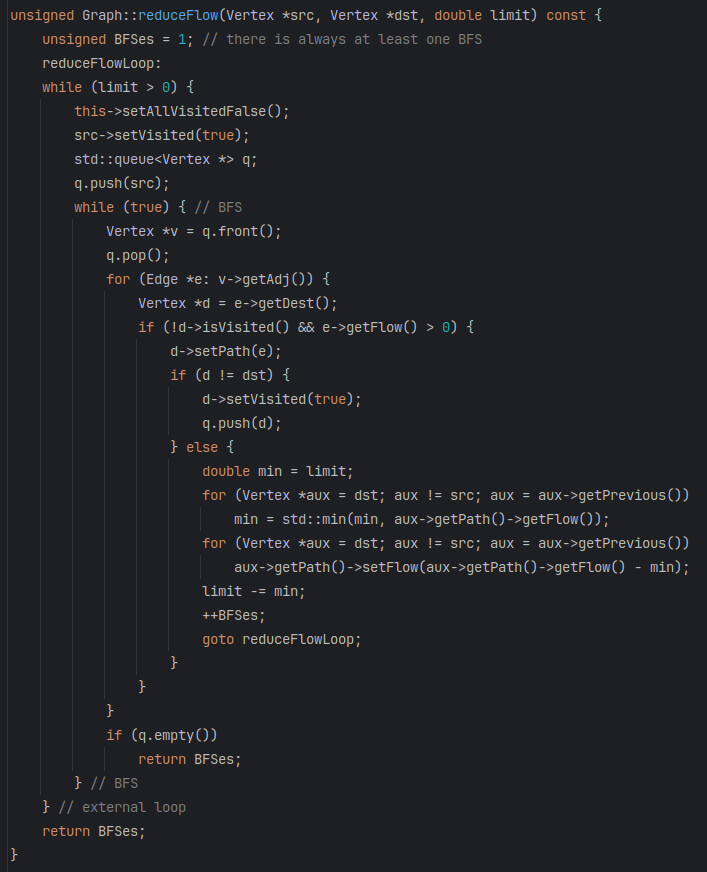 unsigned Graph::reduceFlow(Vertex *src, Vertex *dst, double limit) const {
    unsigned BFSes = 1; // there is always at least one BFS
    reduceFlowLoop:
    while (limit > 0) {
        this->setAllVisitedFalse();
        src->setVisited(true);
        std::queue<Vertex *> q;
        q.push(src);
        while (true) { // BFS
            Vertex *v = q.front();
            q.pop();
            for (Edge *e: v->getAdj()) {
                Vertex *d = e->getDest();
                if (!d->isVisited() && e->getFlow() > 0) {
                    d->setPath(e);
                    if (d != dst) {
                        d->setVisited(true);
                        q.push(d);
                    } else {
                        double min = limit;
                        for (Vertex *aux = dst; aux != src; aux = aux->getPrevious())
                            min = std::min(min, aux->getPath()->getFlow());
                        for (Vertex *aux = dst; aux != src; aux = aux->getPrevious())
                            aux->getPath()->setFlow(aux->getPath()->getFlow() - min);
                        limit -= min;
                        ++BFSes;
                        goto reduceFlowLoop;
                    }
                }
            }
            if (q.empty())
                return BFSes;
        } // BFS
    } // external loop
    return BFSes;
}